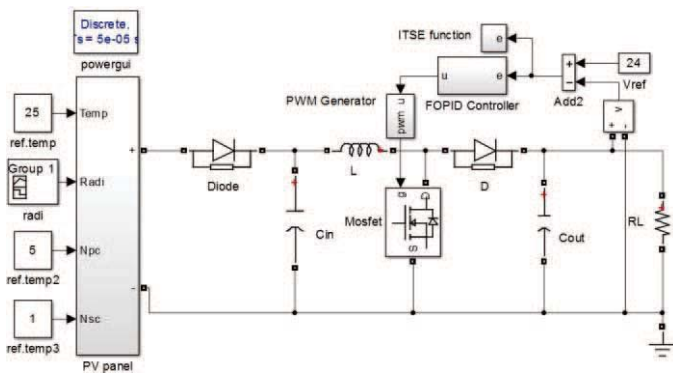 Discrete,
Ts = 5e-05 s
powergui
ITSE function
e
24
Vref
u
e
FOPID Controller
+
−
Add2
PWM Generator
pwm
u
v
+
-
25
ref.temp
Temp
Group 1
radi
Radi
5
ref.temp2
Npc
1
ref.temp3
Nsc
+
-
PV panel
Diode
+
Cin
L
+
g
D
S
Mosfet
D
+
Cout
+
RL